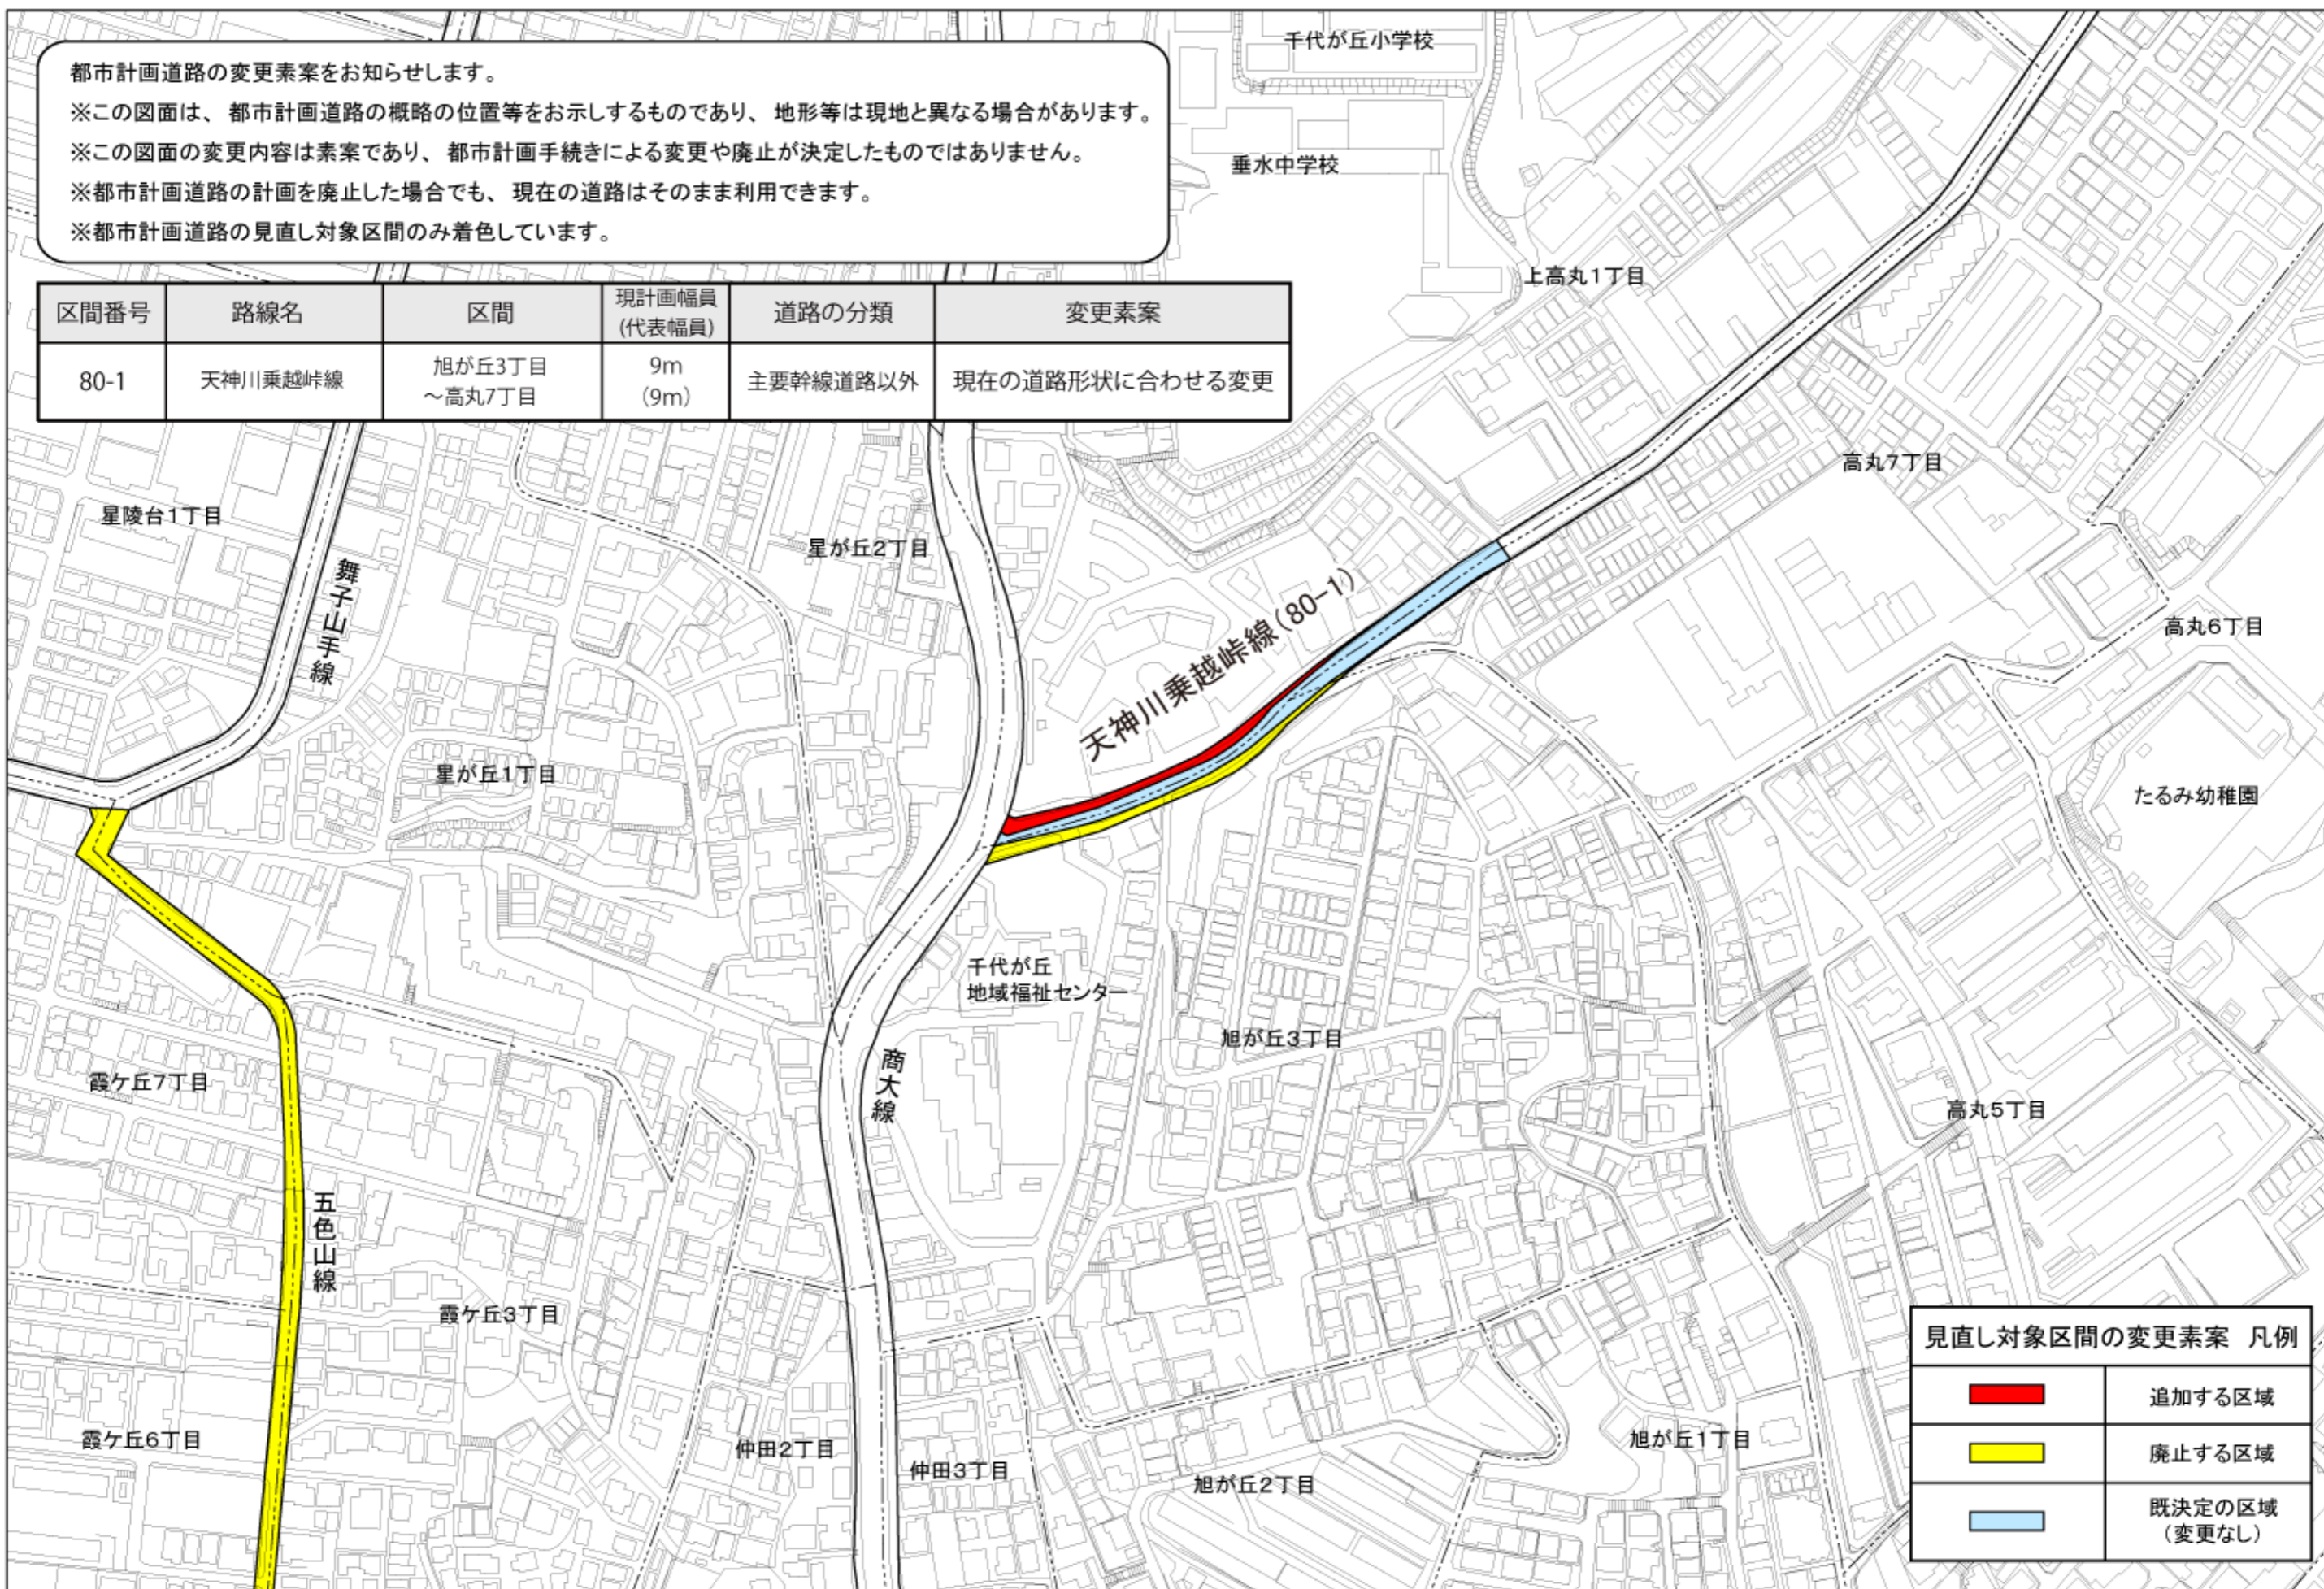 都市計画道路の変更素案をお知らせします。
※この図面は、都市計画道路の概略の位置等をお示しするものであり、地形等は現地と異なる場合があります。
※この図面の変更内容は素案であり、都市計画手続きによる変更や廃止が決定したものではありません。
※都市計画道路の計画を廃止した場合でも、現在の道路はそのまま利用できます。
※都市計画道路の見直し対象区間のみ着色しています。
区間番号 路線名 区間 現計画幅員 道路の分類 変更素案
(代表幅員)
80-1 天神川乗越峠線 旭が丘3丁目 9m 主要幹線道路以外 現在の道路形状に合わせる変更
～高丸7丁目 (9m)
千代が丘小学校
垂水中学校
上高丸1丁目
高丸7丁目
星陵台1丁目
星が丘2丁目
舞子山手線
天神川乗越峠線(80-1)
高丸6丁目
星が丘1丁目
たるみ幼稚園
千代が丘
地域福祉センター
旭が丘3丁目
霞ケ丘7丁目
商大線
高丸5丁目
五色山線
霞ケ丘3丁目
霞ケ丘6丁目
仲田2丁目
仲田3丁目
旭が丘2丁目
旭が丘1丁目
見直し対象区間の変更素案 凡例
追加する区域
廃止する区域
既決定の区域
(変更なし)